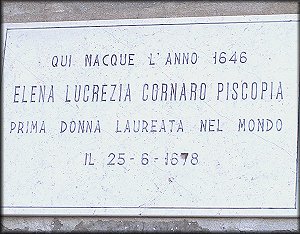 QUI NACQUE L'ANNO 1646
ELENA LUCREZIA CORNARO PISCOPIA
PRIMA DONNA LAUREATA NEL MONDO
IL 25-6-1678